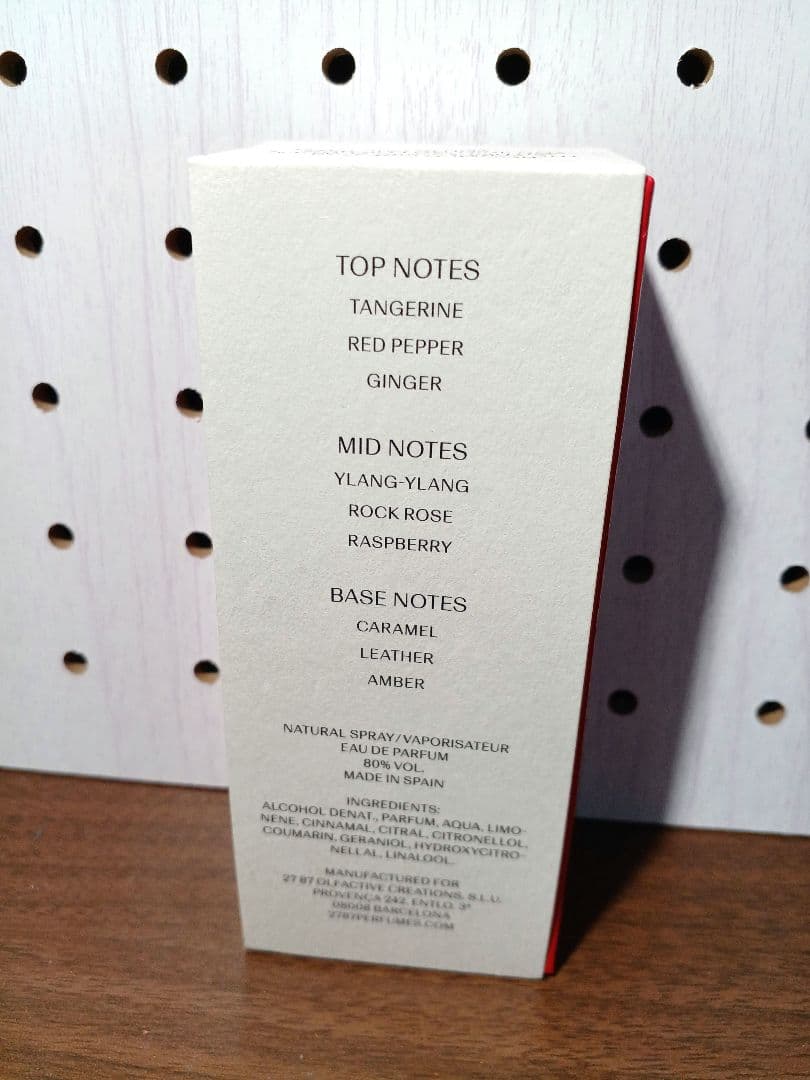 TOP NOTES
TANGERINE
RED PEPPER
GINGER
MID NOTES
YLANG-YLANG
ROCK ROSE
RASPBERRY
BASE NOTES
CARAMEL
LEATHER
AMBER
NATURAL SPRAY/VAPORISATEUR
EAU DE PARFUM
80% VOL.
MADE IN SPAIN
INGREDIENTS:
ALCOHOL DENAT., PARFUM, AQUA, LIMO-
NENE, CINNAMAL, CITRAL, CITRONELLOL,
COUMARIN, GERANIOL, HYDROXYCITRO-
NELLAL, LINALOOL.
MANUFACTURED FOR
27 87 OLFACTIVE CREATIONS, S.L.U.
PROVENÇA 242, ENTLO. 3ª
08008 BARCELONA
2787PERFUMES.COM